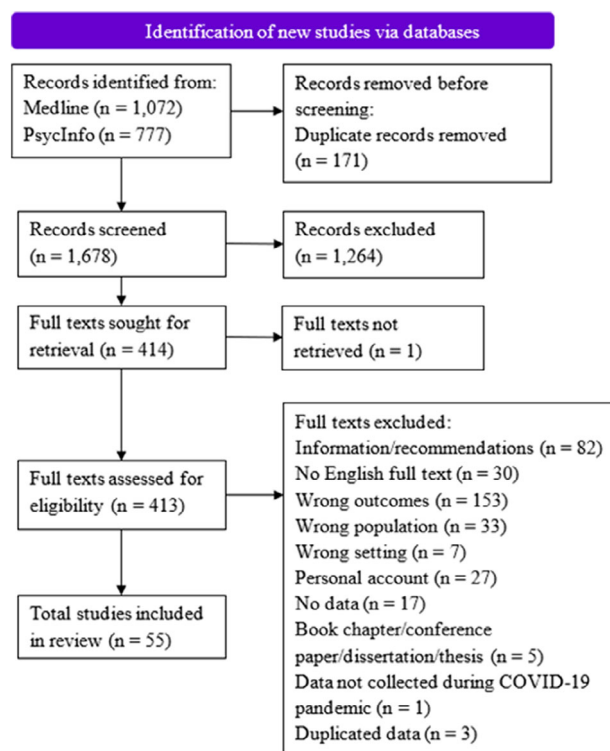 Identification of new studies via databases
Records identified from:
Medline (n = 1,072)
PsycInfo (n = 777)
Records removed before
screening:
Duplicate records removed
(n = 171)
Records screened
(n = 1,678)
Records excluded
(n = 1,264)
Full texts sought for
retrieval (n = 414)
Full texts not
retrieved (n = 1)
Full texts assessed for
eligibility (n = 413)
Full texts excluded:
Information/recommendations (n = 82)
No English full text (n = 30)
Wrong outcomes (n = 153)
Wrong population (n = 33)
Wrong setting (n = 7)
Personal account (n = 27)
No data (n = 17)
Book chapter/conference
paper/dissertation/thesis (n = 5)
Data not collected during COVID-19
pandemic (n = 1)
Duplicated data (n = 3)
Total studies included
in review (n = 55)